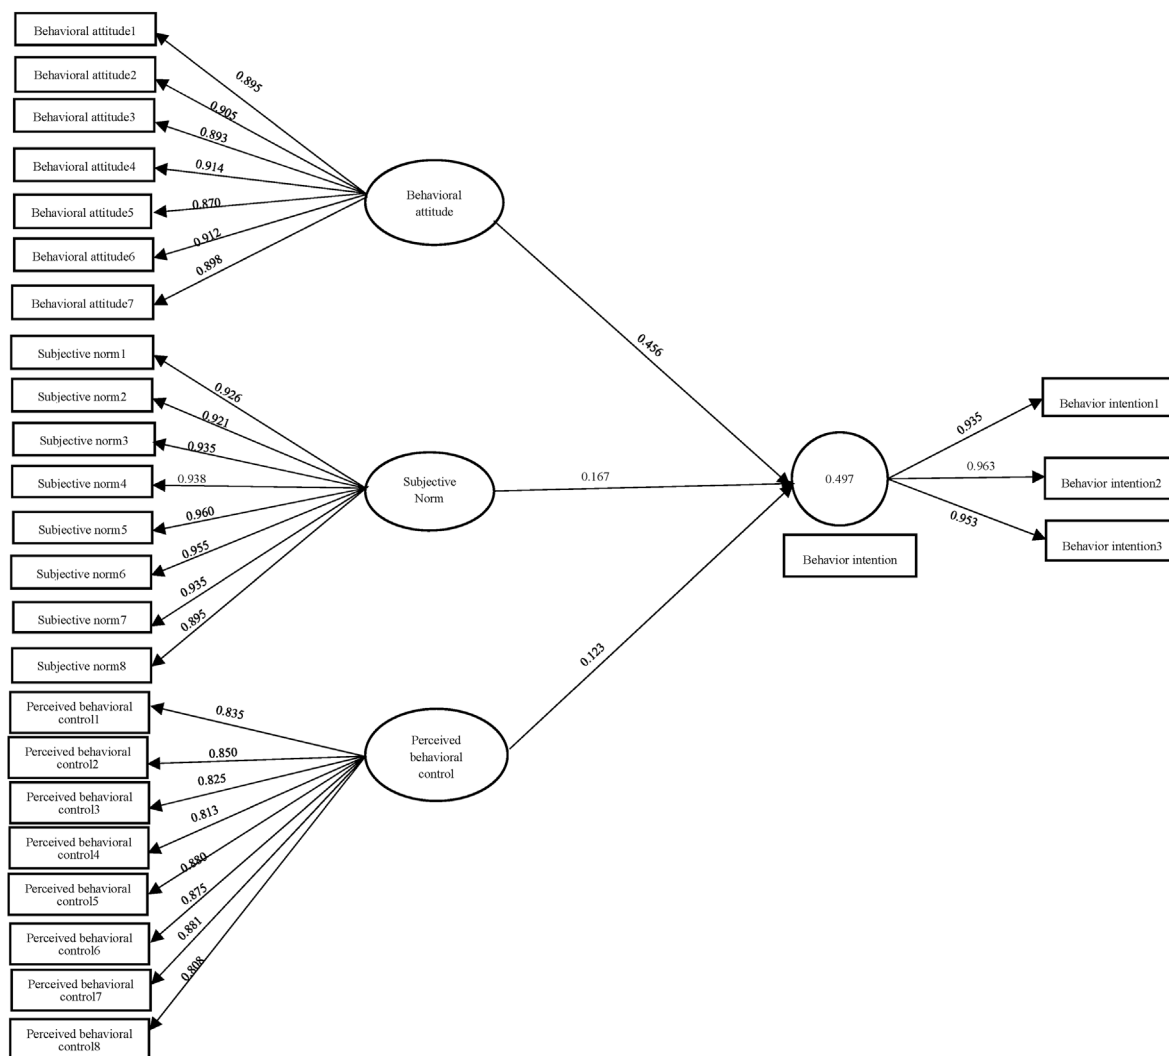 Behavioral attitude1
Behavioral attitude2
Behavioral attitude3
Behavioral attitude4
Behavioral attitude5
Behavioral attitude6
Behavioral attitude7
0.895
0.905
0.893
0.914
0.870
0.912
0.898
Behavioral
attitude
0.456
Subjective norm1
Subjective norm2
Subjective norm3
Subjective norm4
Subjective norm5
Subjective norm6
Subjective norm7
Subjective norm8
0.926
0.921
0.935
0.938
0.960
0.955
0.935
0.895
Subjective
Norm
0.167
Perceived behavioral
control1
Perceived behavioral
control2
Perceived behavioral
control3
Perceived behavioral
control4
Perceived behavioral
control5
Perceived behavioral
control6
Perceived behavioral
control7
Perceived behavioral
control8
0.835
0.850
0.825
0.813
0.880
0.875
0.881
0.808
Perceived
behavioral
control
0.123
0.497
Behavior intention
0.935
0.963
0.953
Behavior intention1
Behavior intention2
Behavior intention3